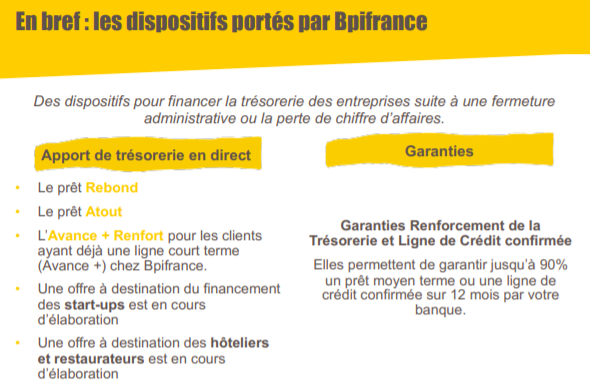 En bref : les dispositifs portés par Bpifrance
Des dispositifs pour financer la trésorerie des entreprises suite à une fermeture
administrative ou la perte de chiffre d'affaires.
Apport de trésorerie en direct
• Le prêt Rebond
• Le prêt Atout
• L'Avance + Renfort pour les clients
ayant déjà une ligne court terme
(Avance +) chez Bpifrance.
• Une offre à destination du financement
des start-ups est en cours
d'élaboration
• Une offre à destination des hôteliers
et restaurateurs est en cours
d'élaboration
Garanties
Garanties Renforcement de la
Trésorerie et Ligne de Crédit confirmée
Elles permettent de garantir jusqu'à 90%
un prêt moyen terme ou une ligne de
crédit confirmée sur 12 mois par votre
banque.